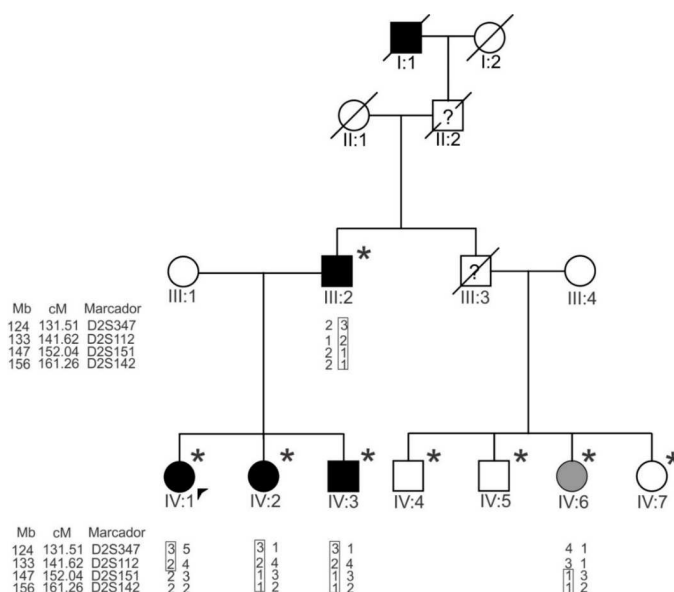 I:1 I:2
?
II:1 II:2
*
?
III:1 III:2 III:3 III:4
Mb cM Marcador
124 131.51 D2S347 2 3
133 141.62 D2S112 1 2
147 152.04 D2S151 2 1
156 161.26 D2S142 2 1
* * * * * * *
IV:1 IV:2 IV:3 IV:4 IV:5 IV:6 IV:7
Mb cM Marcador
124 131.51 D2S347 3 5 3 1 3 1 4 1
133 141.62 D2S112 2 4 2 4 2 4 3 1
147 152.04 D2S151 2 3 1 3 1 3 1 3
156 161.26 D2S142 2 2 1 2 1 2 1 2